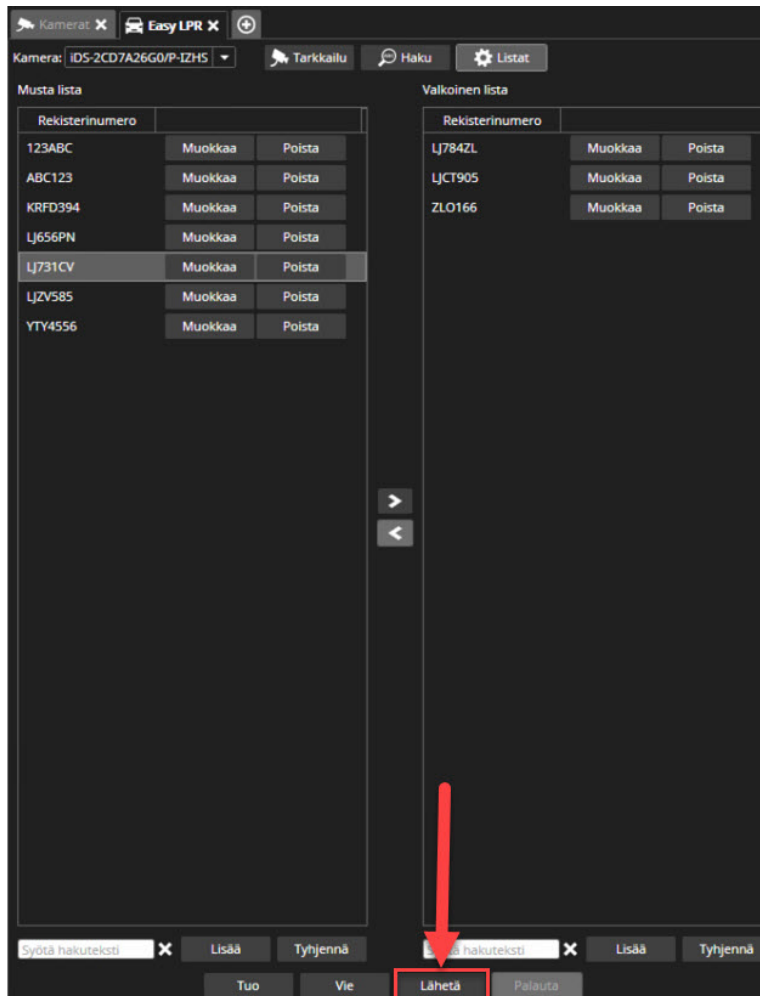 Kamerat Easy LPR
Kamera: iDS-2CD7A26G0/P-IZHS Tarkkailu Haku Listat
Musta lista Valkoinen lista
Rekisterinumero Rekisterinumero
123ABC Muokkaa Poista LJ784ZL Muokkaa Poista
ABC123 Muokkaa Poista LJCT905 Muokkaa Poista
KRFD394 Muokkaa Poista ZLO166 Muokkaa Poista
LJ656PN Muokkaa Poista
LJ731CV Muokkaa Poista
LJZV585 Muokkaa Poista
YTY4556 Muokkaa Poista
Syötä hakuteksti Lisää Tyhjennä hakuteksti Lisää Tyhjennä
Tuo Vie Lähetä Palauta